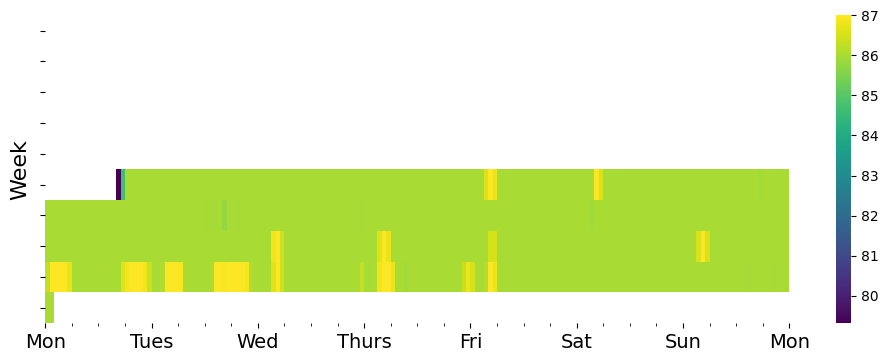 Week
Mon
Tues
Wed
Thurs
Fri
Sat
Sun
Mon
87
86
85
84
83
82
81
80